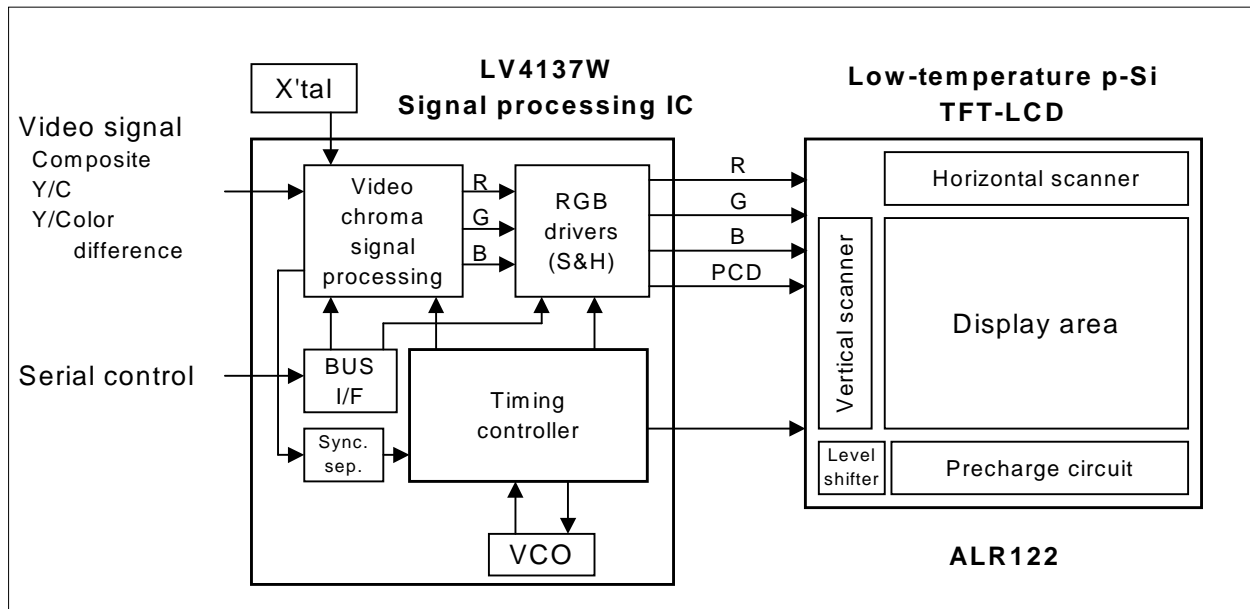 LV4137W
Signal processing IC
Low-temperature p-Si
TFT-LCD
X'tal
Video signal
Composite
Y/C
Y/Color
difference
Video
chroma
signal
processing
R
G
B
RGB
drivers
(S&H)
R
G
B
PCD
Horizontal scanner
Vertical scanner
Display area
Serial control
BUS
I/F
Timing
controller
Sync.
sep.
Level
shifter
Precharge circuit
VCO
ALR122